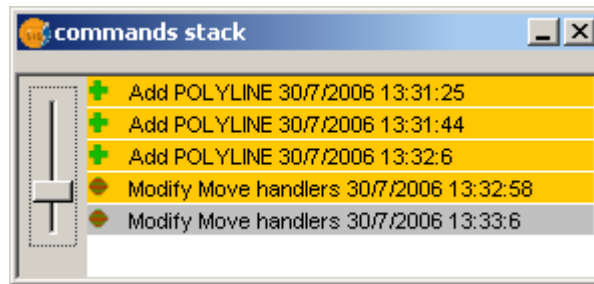 commands stack
Add POLYLINE 30/7/2006 13:31:25
Add POLYLINE 30/7/2006 13:31:44
Add POLYLINE 30/7/2006 13:32:6
Modify Move handlers 30/7/2006 13:32:58
Modify Move handlers 30/7/2006 13:33:6